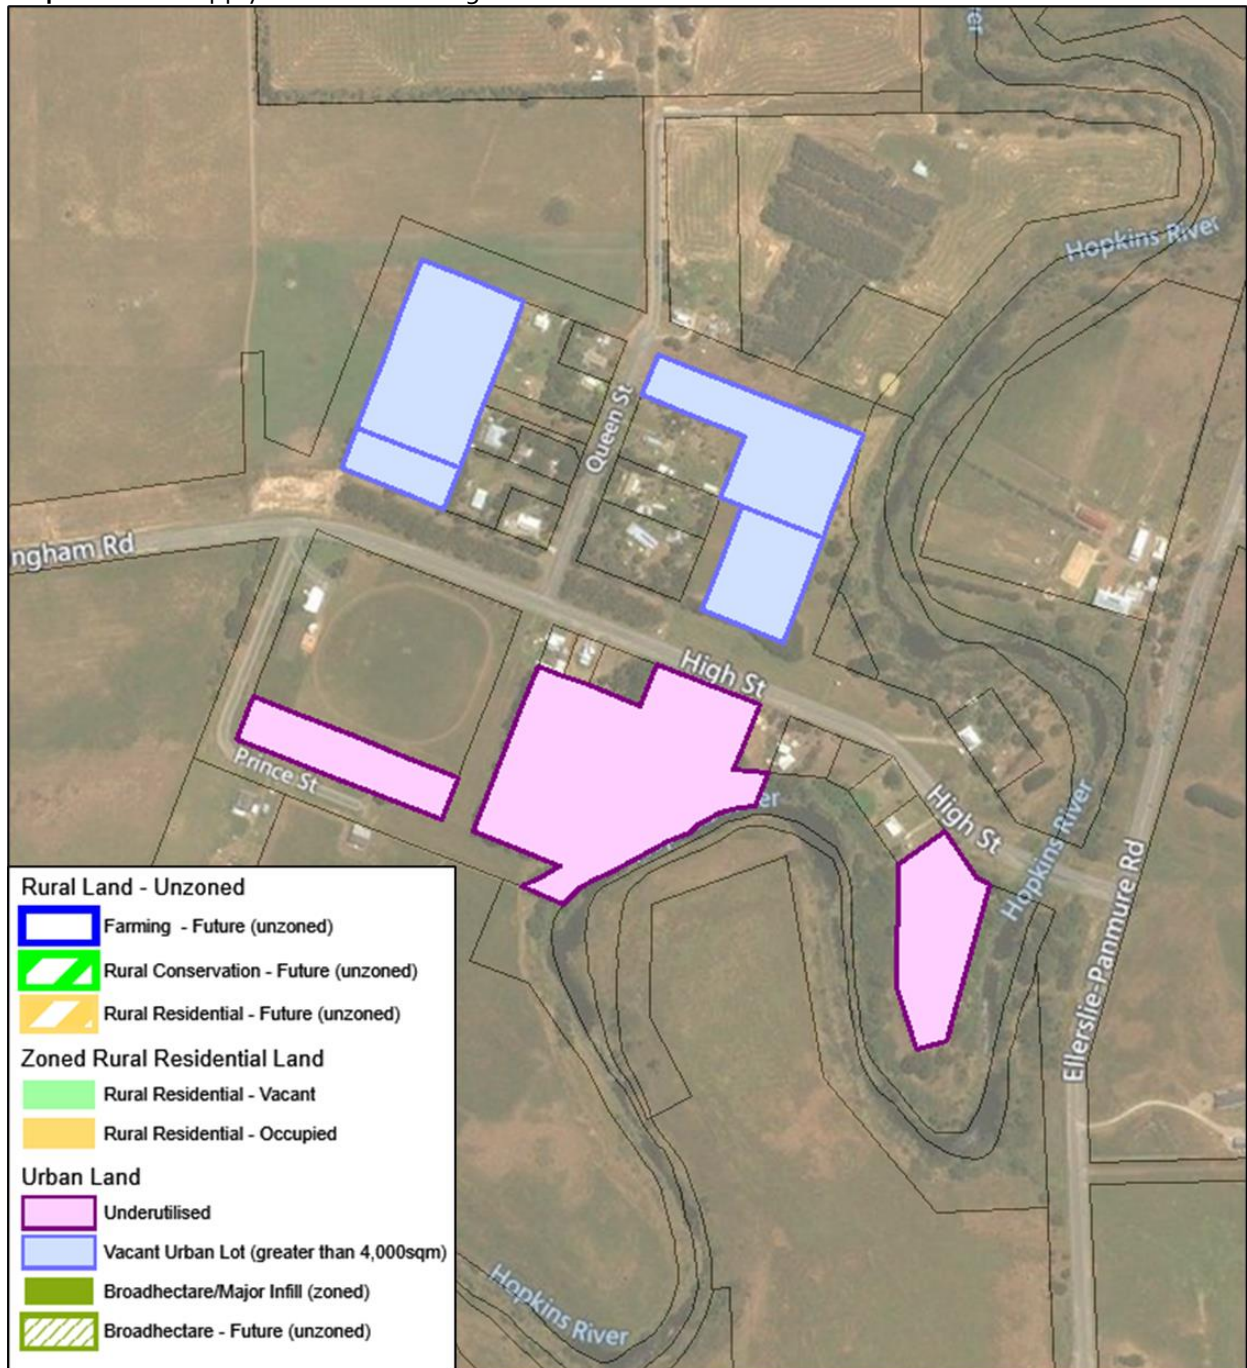 er
Hopkins River
Queen St
ngham Rd
High St
Prince St
er
High St
Hopkins River
Ellerslie-Panmure Rd
Hopkins River
Rural Land - Unzoned
Farming - Future (unzoned)
Rural Conservation - Future (unzoned)
Rural Residential - Future (unzoned)
Zoned Rural Residential Land
Rural Residential - Vacant
Rural Residential - Occupied
Urban Land
Underutilised
Vacant Urban Lot (greater than 4,000sqm)
Broadhectare/Major Infill (zoned)
Broadhectare - Future (unzoned)